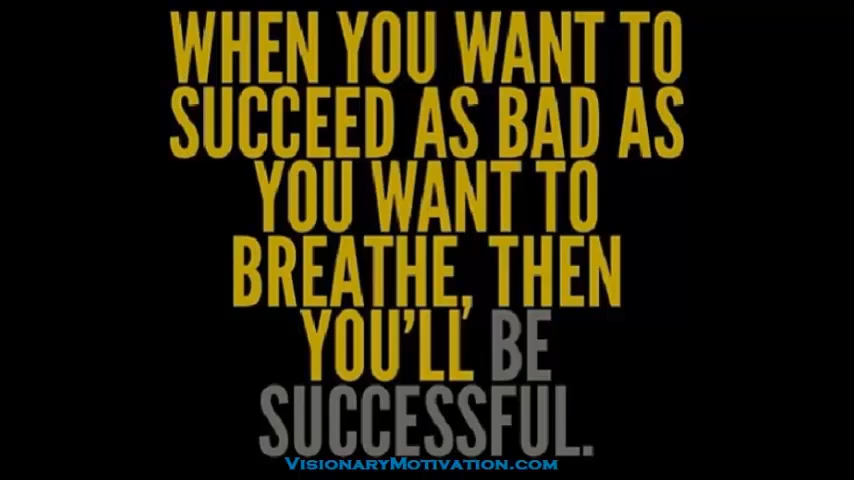 WHEN YOU WANT TO
SUCCEED AS BAD AS
YOU WANT TO
BREATHE, THEN
YOU'LL BE
SUCCESSFUL.
VISIONARYMOTIVATION.COM